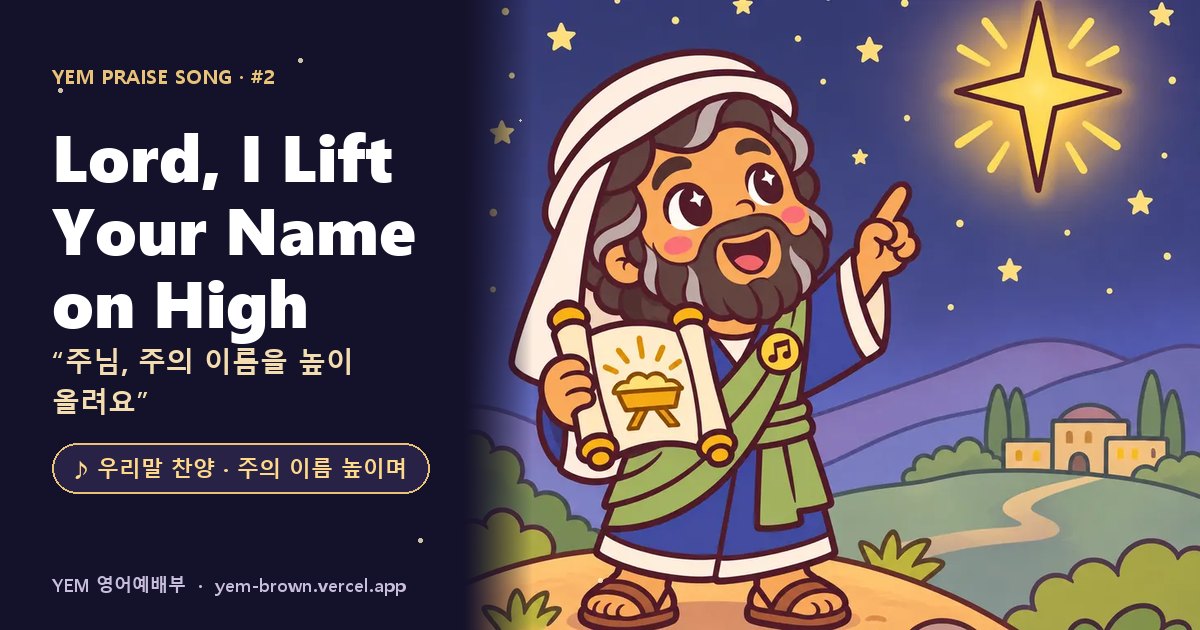 YEM PRAISE SONG · #2
Lord, I Lift
Your Name
on High
“주님, 주의 이름을 높이
올려요”
♪ 우리말 찬양 · 주의 이름 높이며
YEM 영어예배부 · yem-brown.vercel.app